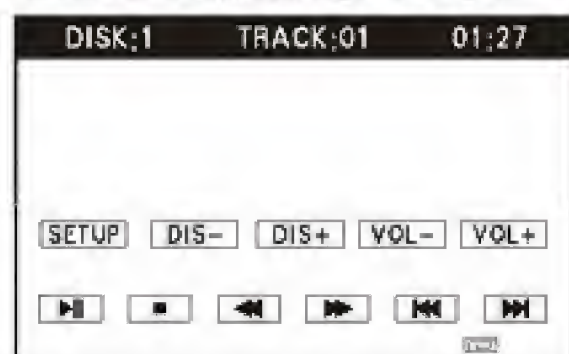 DISK;1 TRACK;01 01;27
SETUP DIS- DIS+ VOL- VOL+